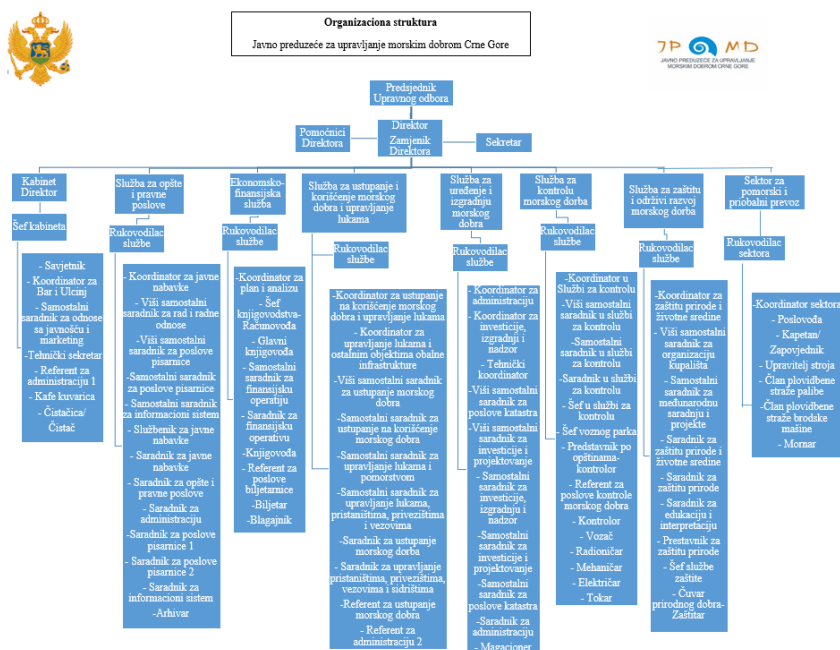 Organizaciona struktura
Javno preduzeće za upravljanje morskim dobrom Crne Gore
JP MD
JAVNO PREDUZEĆE ZA UPRAVLJANJE
MORSKIM DOBROM CRNE GORE
Predsjednik
Upravnog odbora
Pomoćnici
Direktora
Direktor
Zamjenik
Direktora
Sekretar
Kabinet
Direktor
Šef kabineta
- Savjetnik
- Koordinator za
Bar i Ulcinj
- Samostalni
saradnik za odnose
sa javnošću i
marketing
-Tehnički sekretar
- Referent za
administraciju 1
- Kafe kuvarica
- Čistačica/
Čistač
Služba za opšte
i pravne
poslove
Rukovodilac
službe
- Koordinator za javne
nabavke
- Viši samostalni
saradnik za rad i radne
odnose
-Viši samostalni
saradnik za poslove
pisarnice
-Samostalni saradnik
za poslove pisarnice
- Samostalni saradnik
za informacioni sistem
- Službenik za javne
nabavke
- Saradnik za javne
nabavke
- Saradnik za opšte i
pravne poslove
- Saradnik za
administraciju
-Saradnik za poslove
pisarnice 1
- Saradnik za poslove
pisarnice 2
- Saradnik za
informacioni sistem
-Arhivar
Ekonomsko-
finansijska
služba
Rukovodilac
službe
-Koordinator za
plan i analizu
- Šef
knjigovodstva-
Računovođa
- Glavni
knjigovođa
- Samostalni
saradnik za
finansijsku
operatiju
- Saradnik za
finansijsku
operativu
-Knjigovođa
- Referent za
poslove
biljetarnice
-Biljetar
-Blagajnik
Služba za ustupanje i
korišćenje morskog
dobra i upravljanje
lukama
Rukovodilac
službe
-Koordinator za ustupanje
na korišćenje morskog
dobra i upravljanje lukama
- Koordinator za
upravljanje lukama i
ostalnim objektima obalne
infrastrukture
-Viši samostalni saradnik
za ustupanje morskog
dobra
-Samostalni saradnik za
ustupanje na korišćenje
morskog dobra
-Samostalni saradnik za
upravljanje lukama i
pomorstvom
-Samostalni saradnik za
upravljanje lukama,
pristaništima, privezištima
i vezovima
-Saradnik za ustupanje
morskog dorba
- Saradnik za upravljanje
pristaništima, privezištima,
vezovima i sidrištima
-Referent za ustupanje
morskog dobra
- Referent za
administraciju 2
Služba za
uređenje i
izgradnju
morskog dobra
Rukovodilac
službe
- Koordinator za
administraciju
- Koordinator za
investicije,
izgradnji i
nadzor
- Tehnički
koordinator
-Viši samostalni
saradnik za
poslove katastra
-Viši samostalni
saradnik za
investicije i
projektovanje
- Samostalni
saradnik za
investicije,
izgradnju i
nadzor
-Samostalni
saradnik za
investicije i
projektovanje
-Samostalni
saradnik za
poslove katastra
-Saradnik za
administraciju
- Magacioner
Služba za
kontrolu
morskog dorba
Rukovodilac
službe
-Koordinator u
Službi za kontrolu
-Viši samostalni
saradnik u službi
za kontrolu
-Samostalni
saradnik u službi
za kontrolu
-Saradnik u službi
za kontrolu
- Šef u službi za
kontrolu
- Šef voznog parka
- Predstavnik po
opštinama-
kontrolor
- Referent za
poslove kontrole
morskog dobra
- Kontrolor
- Vozač
- Radioničar
- Mehaničar
- Električar
- Tokar
Služba za zaštitu
i održivi razvoj
morskog dorba
Rukovodilac
službe
-Koordinator za
zaštitu prirode i
životne sredine
- Viši samostalni
saradnik za
organizaciju
kupališta
- Samostalni
saradnik za
međunarodnu
saradnju i
projekte
- Saradnik za
zaštitu prirode i
životne sredine
- Saradnik za
zaštitu prirode
- Saradnik za
edukaciju i
interpretaciju
- Prestavnik za
zaštitu prirode
- Šef službe
zaštite
- Čuvar
prirodnog dobra-
Zaštitar
Sektor za
pomorski i
priobalni prevoz
Rukovodilac
sektora
-Koordinator sektora
- Poslovođa
- Kapetan/
Zapovjednik
- Upravitelj stroja
- Član plovidbene
straže palibe
-Član plovidbene
straže brodske
mašine
- Mornar